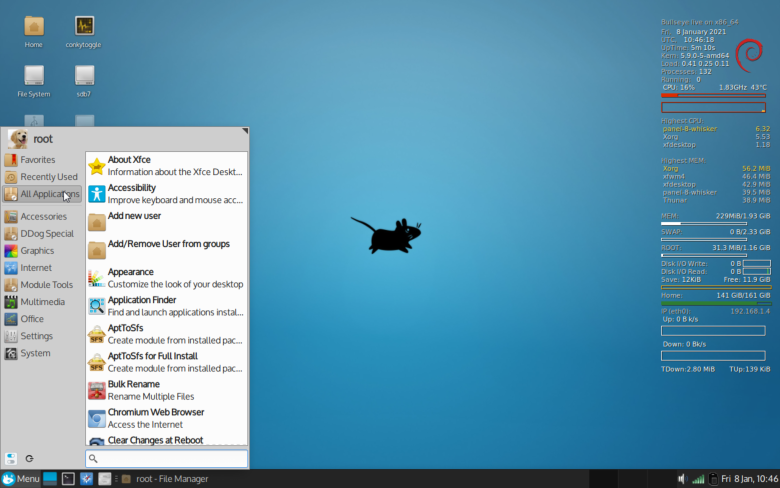 Home
conkytoggle
File System
sdb7
root
Favorites
Recently Used
All Applications
Accessories
DDog Special
Graphics
Internet
Module Tools
Multimedia
Office
Settings
System
About Xfce
Information about the Xfce Deskt...
Accessibility
Improve keyboard and mouse acc...
Add new user
Add/Remove User from groups
Appearance
Customize the look of your desktop
Application Finder
Find and launch applications instal...
AptToSfs
Create module from installed pac...
AptToSfs for Full Install
Create module from installed pac...
Bulk Rename
Rename Multiple Files
Chromium Web Browser
Access the Internet
Clear Changes at Reboot
Bullseye live on x86_64
Fri. 8 January 2021
UTC: 10:46:18
UpTime: 5m 10s
Kern: 5.9.0-5-amd64
Load: 0.41 0.25 0.11
Processes: 132
Running: 0
CPU: 16% 1.83GHz 43°C
Highest CPU:
panel-8-whisker 6.32
Xorg 5.53
xfdesktop 1.18
Highest MEM:
Xorg 56.2 MiB
xfwm4 46.4 MiB
xfdesktop 42.9 MiB
panel-8-whisker 39.5 MiB
Thunar 38.9 MiB
MEM: 229MiB/1.93 GiB
SWAP: 0 B/2.33 GiB
ROOT: 31.3 MiB/1.16 GiB
Disk I/O Write: 0 B
Disk I/O Read: 0 B
Save: 12KiB Free: 11.9 GiB
Home: 141 GiB/161 GiB
IP (eth0): 192.168.1.4
Up: 0 B k/s
Down: 0 Bk/s
TDown:2.80 MiB TUp:139 KiB
Menu
root - File Manager
Fri 8 Jan, 10:46